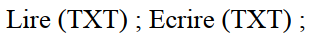 Lire (TXT) ; Ecrire (TXT) ;